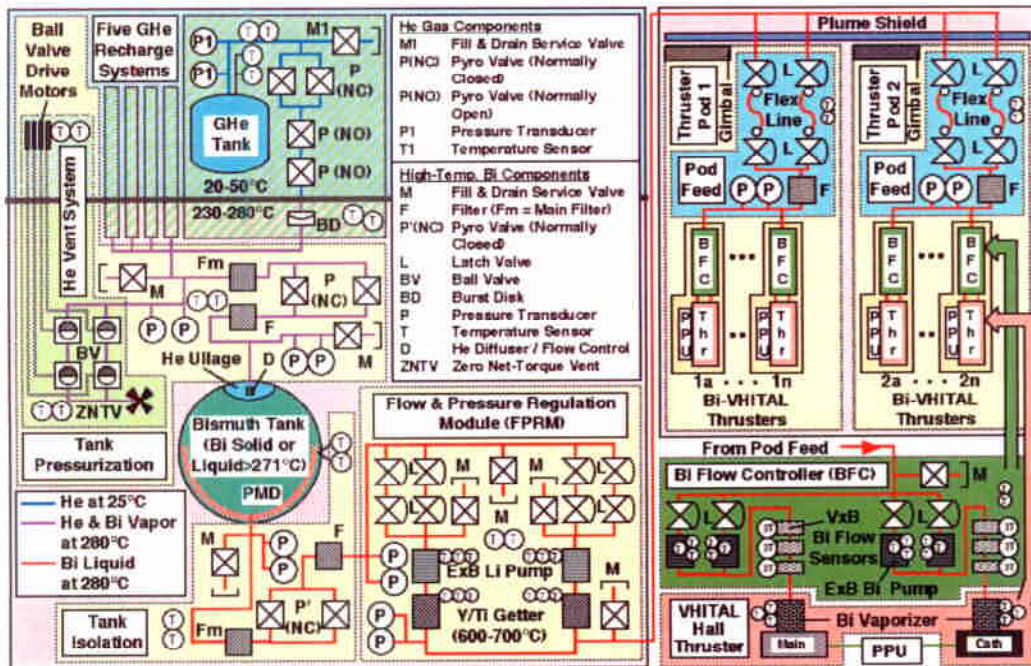 Ball
Valve
Drive
Motors
Five GHe
Recharge
Systems
P1
P1
T
T
M1
P
(NC)
P (NO)
P (NO)
GHe
Tank
20-50°C
230-280°C
BD
He Vent System
M
Fm
F
P
(NC)
M
P
P
P
P
BV
ZNTV
He Ullage
D
Tank
Pressurization
He Gas Components
M1 Fill & Drain Service Valve
P(NC) Pyro Valve (Normally
Closed)
P(NO) Pyro Valve (Normally
Open)
P1 Pressure Transducer
T1 Temperature Sensor
High-Temp. Bi Components
M Fill & Drain Service Valve
F Filter (Fm = Main Filter)
P'(NC) Pyro Valve (Normally
Closed)
L Latch Valve
BV Ball Valve
BD Burst Disk
P Pressure Transducer
T Temperature Sensor
D He Diffuser / Flow Control
ZNTV Zero Net-Torque Vent
Bismuth Tank
(Bi Solid or
Liquid>271°C)
PMD
He at 25°C
He & Bi Vapor
at 280°C
Bi Liquid
at 280°C
M
P
P
F
P'
(NC)
Fm
Tank
Isolation
Flow & Pressure Regulation
Module (FPRM)
L
M
M
M
L
L
ExB Li Pump
M
Y/Ti Getter
(600-700°C)
P
P
P
P
Plume Shield
Thruster
Pod 1
Gimbal
L
Flex
Line
L
Pod
Feed
P
P
F
BFC
BFC
PPU
Thr
PPU
Thr
1a
1n
Bi-VHITAL
Thrusters
Thruster
Pod 2
Gimbal
L
Flex
Line
L
Pod
Feed
P
P
F
BFC
BFC
PPU
Thr
PPU
Thr
2a
2n
Bi-VHITAL
Thrusters
From Pod Feed
Bi Flow Controller (BFC)
M
L
VxB
Bi Flow
Sensors
L
ExB Bi Pump
VHITAL
Hall
Thruster
Bi Vaporizer
Main
PPU
Cath